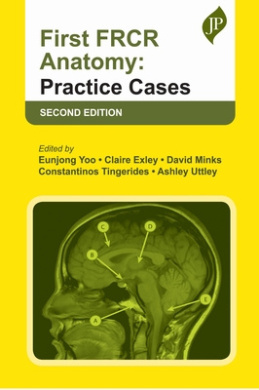 JP
First FRCR
Anatomy:
Practice Cases
SECOND EDITION
Edited by
Eunjong Yoo • Claire Exley • David Minks
Constantinos Tingerides • Ashley Uttley
C
D
B
A
E